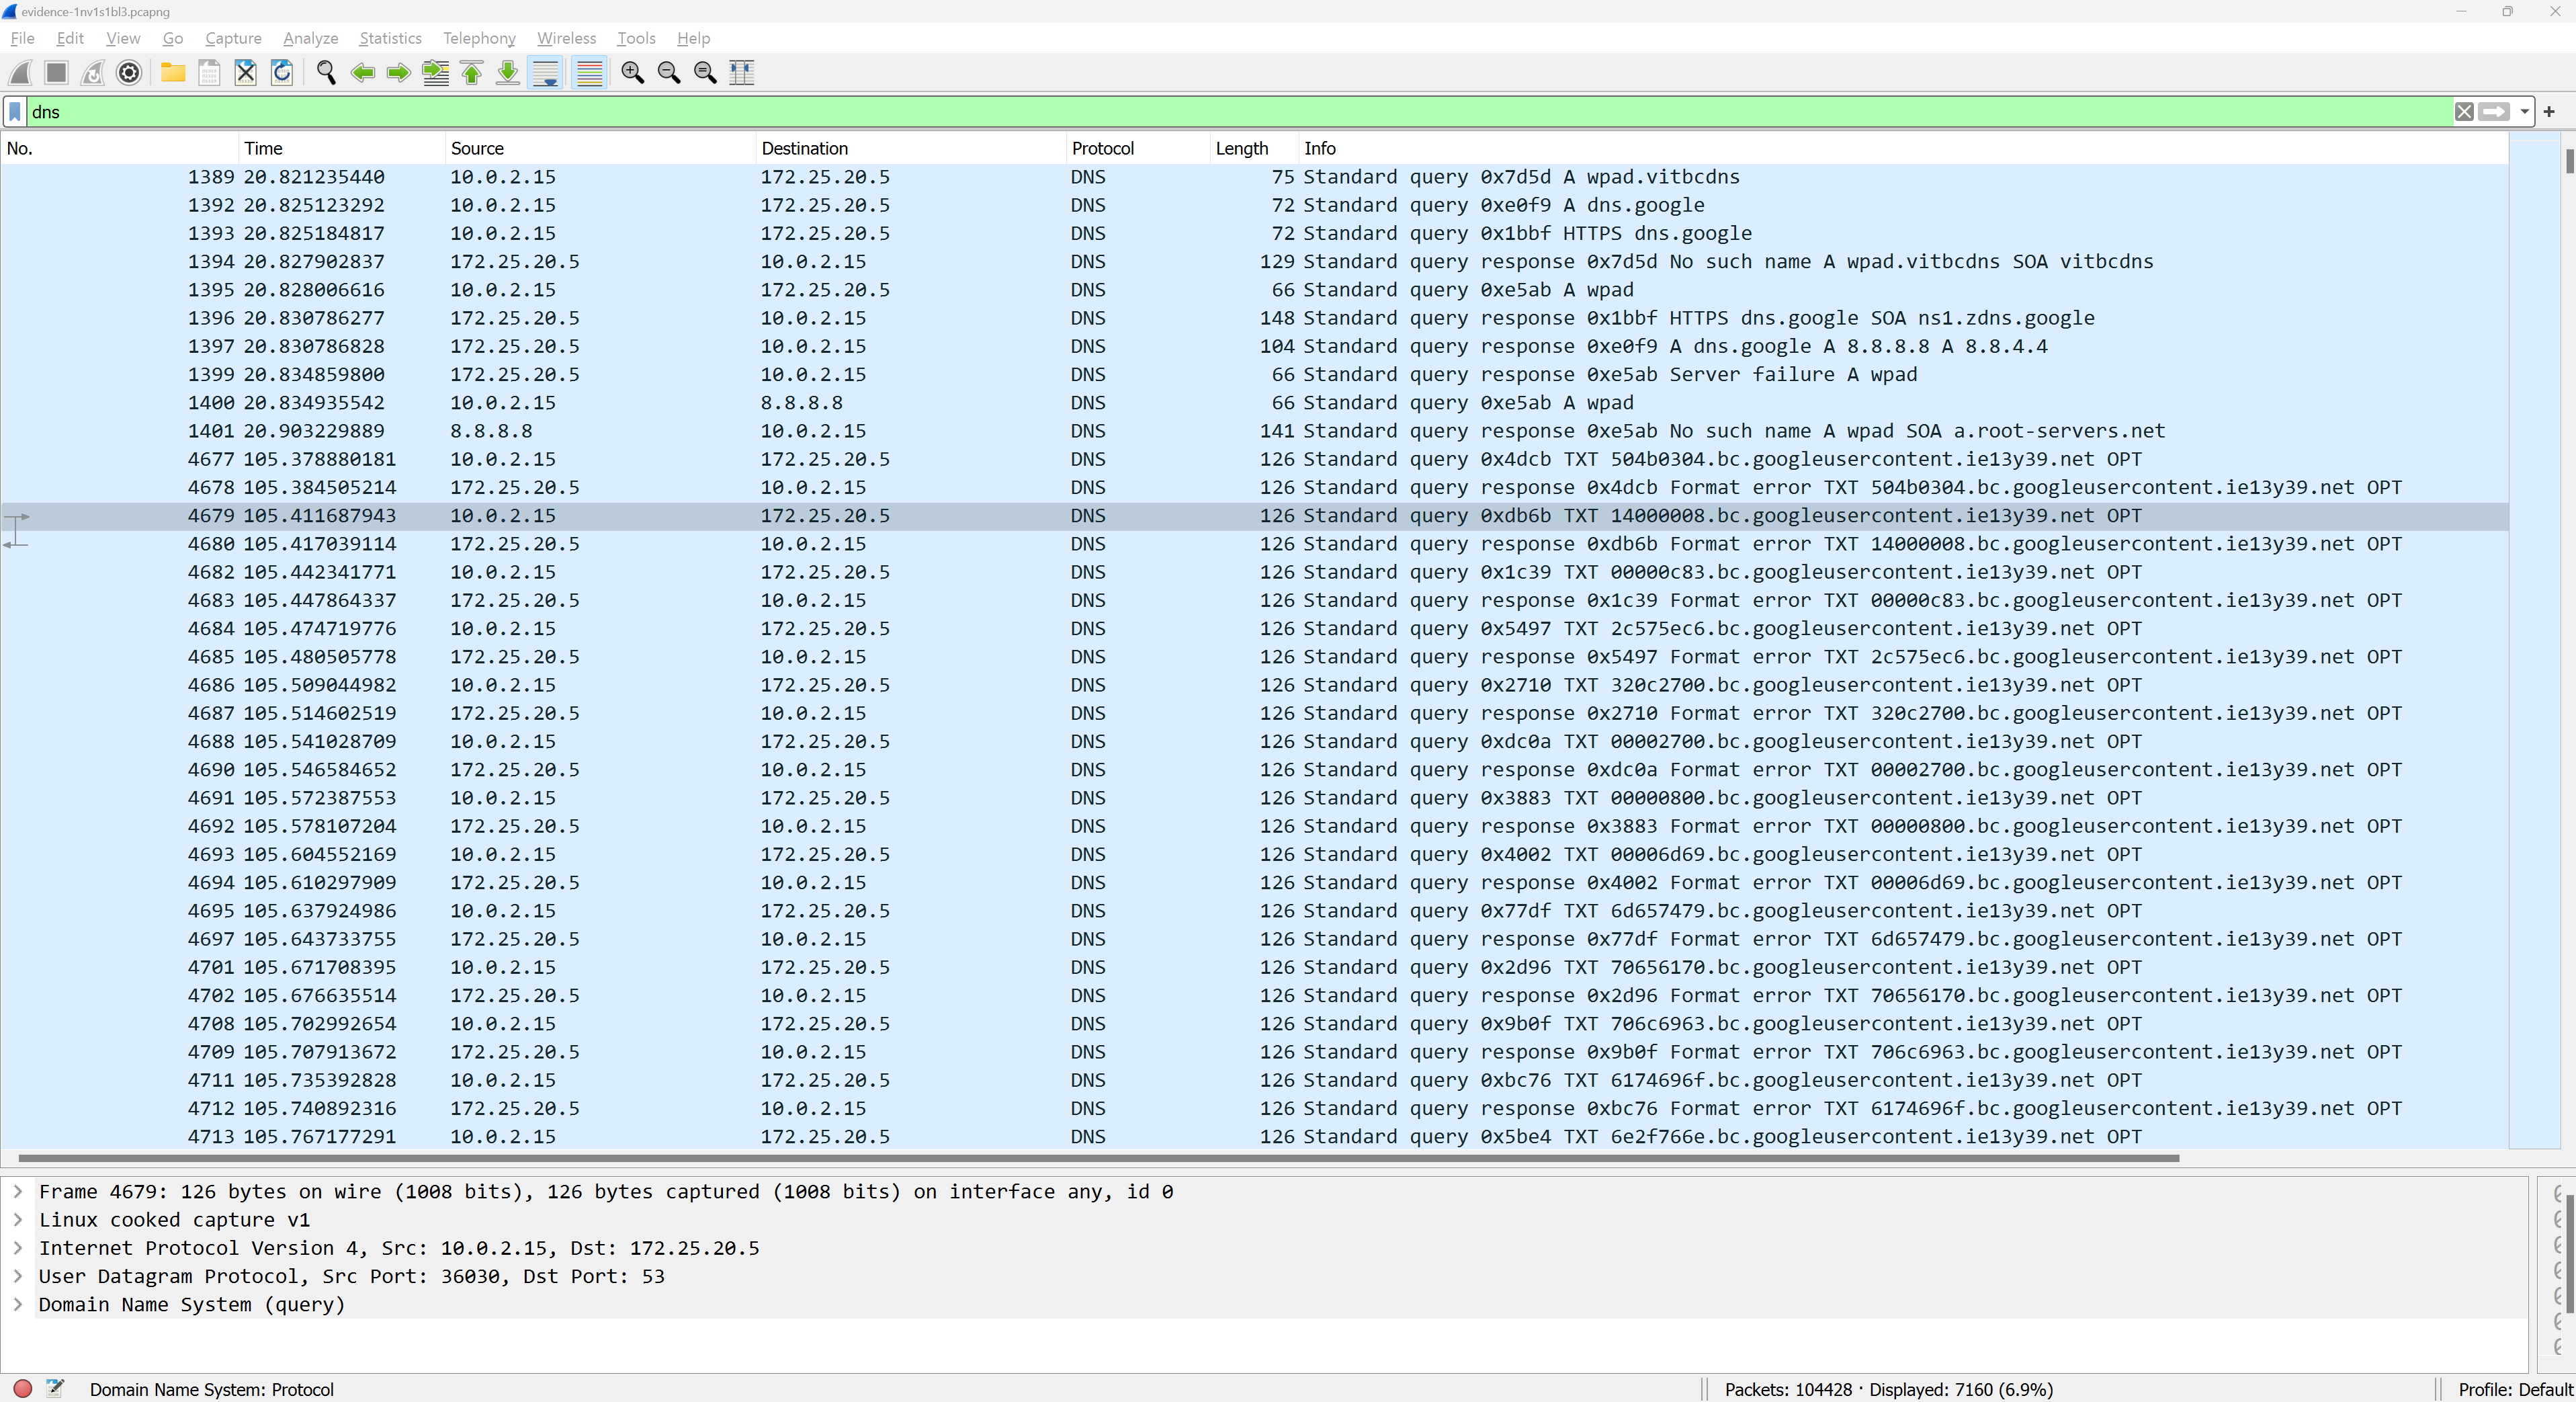 evidence-1nv1s1bl3.pcapng
File Edit View Go Capture Analyze Statistics Telephony Wireless Tools Help
dns
No. Time Source Destination Protocol Length Info
1389 20.821235440 10.0.2.15 172.25.20.5 DNS 75 Standard query 0x7d5d A wpad.vitbcdns
1392 20.825123292 10.0.2.15 172.25.20.5 DNS 72 Standard query 0xe0f9 A dns.google
1393 20.825184817 10.0.2.15 172.25.20.5 DNS 72 Standard query 0x1bbf HTTPS dns.google
1394 20.827902837 172.25.20.5 10.0.2.15 DNS 129 Standard query response 0x7d5d No such name A wpad.vitbcdns SOA vitbcdns
1395 20.828006616 10.0.2.15 172.25.20.5 DNS 66 Standard query 0xe5ab A wpad
1396 20.830786277 172.25.20.5 10.0.2.15 DNS 148 Standard query response 0x1bbf HTTPS dns.google SOA ns1.zdns.google
1397 20.830786828 172.25.20.5 10.0.2.15 DNS 104 Standard query response 0xe0f9 A dns.google A 8.8.8.8 A 8.8.4.4
1399 20.834859800 172.25.20.5 10.0.2.15 DNS 66 Standard query response 0xe5ab Server failure A wpad
1400 20.834935542 10.0.2.15 8.8.8.8 DNS 66 Standard query 0xe5ab A wpad
1401 20.903229889 8.8.8.8 10.0.2.15 DNS 141 Standard query response 0xe5ab No such name A wpad SOA a.root-servers.net
4677 105.378880181 10.0.2.15 172.25.20.5 DNS 126 Standard query 0x4dcb TXT 504b0304.bc.googleusercontent.ie13y39.net OPT
4678 105.384505214 172.25.20.5 10.0.2.15 DNS 126 Standard query response 0x4dcb Format error TXT 504b0304.bc.googleusercontent.ie13y39.net OPT
4679 105.411687943 10.0.2.15 172.25.20.5 DNS 126 Standard query 0xdb6b TXT 14000008.bc.googleusercontent.ie13y39.net OPT
4680 105.417039114 172.25.20.5 10.0.2.15 DNS 126 Standard query response 0xdb6b Format error TXT 14000008.bc.googleusercontent.ie13y39.net OPT
4682 105.442341771 10.0.2.15 172.25.20.5 DNS 126 Standard query 0x1c39 TXT 00000c83.bc.googleusercontent.ie13y39.net OPT
4683 105.447864337 172.25.20.5 10.0.2.15 DNS 126 Standard query response 0x1c39 Format error TXT 00000c83.bc.googleusercontent.ie13y39.net OPT
4684 105.474719776 10.0.2.15 172.25.20.5 DNS 126 Standard query 0x5497 TXT 2c575ec6.bc.googleusercontent.ie13y39.net OPT
4685 105.480505778 172.25.20.5 10.0.2.15 DNS 126 Standard query response 0x5497 Format error TXT 2c575ec6.bc.googleusercontent.ie13y39.net OPT
4686 105.509044982 10.0.2.15 172.25.20.5 DNS 126 Standard query 0x2710 TXT 320c2700.bc.googleusercontent.ie13y39.net OPT
4687 105.514602519 172.25.20.5 10.0.2.15 DNS 126 Standard query response 0x2710 Format error TXT 320c2700.bc.googleusercontent.ie13y39.net OPT
4688 105.541028709 10.0.2.15 172.25.20.5 DNS 126 Standard query 0xdc0a TXT 00002700.bc.googleusercontent.ie13y39.net OPT
4690 105.546584652 172.25.20.5 10.0.2.15 DNS 126 Standard query response 0xdc0a Format error TXT 00002700.bc.googleusercontent.ie13y39.net OPT
4691 105.572387553 10.0.2.15 172.25.20.5 DNS 126 Standard query 0x3883 TXT 00000800.bc.googleusercontent.ie13y39.net OPT
4692 105.578107204 172.25.20.5 10.0.2.15 DNS 126 Standard query response 0x3883 Format error TXT 00000800.bc.googleusercontent.ie13y39.net OPT
4693 105.604552169 10.0.2.15 172.25.20.5 DNS 126 Standard query 0x4002 TXT 00006d69.bc.googleusercontent.ie13y39.net OPT
4694 105.610297909 172.25.20.5 10.0.2.15 DNS 126 Standard query response 0x4002 Format error TXT 00006d69.bc.googleusercontent.ie13y39.net OPT
4695 105.637924986 10.0.2.15 172.25.20.5 DNS 126 Standard query 0x77df TXT 6d657479.bc.googleusercontent.ie13y39.net OPT
4697 105.643733755 172.25.20.5 10.0.2.15 DNS 126 Standard query response 0x77df Format error TXT 6d657479.bc.googleusercontent.ie13y39.net OPT
4701 105.671708395 10.0.2.15 172.25.20.5 DNS 126 Standard query 0x2d96 TXT 70656170.bc.googleusercontent.ie13y39.net OPT
4702 105.676635514 172.25.20.5 10.0.2.15 DNS 126 Standard query response 0x2d96 Format error TXT 70656170.bc.googleusercontent.ie13y39.net OPT
4708 105.702992654 10.0.2.15 172.25.20.5 DNS 126 Standard query 0x9b0f TXT 706c6963.bc.googleusercontent.ie13y39.net OPT
4709 105.707913672 172.25.20.5 10.0.2.15 DNS 126 Standard query response 0x9b0f Format error TXT 706c6963.bc.googleusercontent.ie13y39.net OPT
4711 105.735392828 10.0.2.15 172.25.20.5 DNS 126 Standard query 0xbc76 TXT 6174696f.bc.googleusercontent.ie13y39.net OPT
4712 105.740892316 172.25.20.5 10.0.2.15 DNS 126 Standard query response 0xbc76 Format error TXT 6174696f.bc.googleusercontent.ie13y39.net OPT
4713 105.767177291 10.0.2.15 172.25.20.5 DNS 126 Standard query 0x5be4 TXT 6e2f766e.bc.googleusercontent.ie13y39.net OPT
Frame 4679: 126 bytes on wire (1008 bits), 126 bytes captured (1008 bits) on interface any, id 0
Linux cooked capture v1
Internet Protocol Version 4, Src: 10.0.2.15, Dst: 172.25.20.5
User Datagram Protocol, Src Port: 36030, Dst Port: 53
Domain Name System (query)
Domain Name System: Protocol Packets: 104428 · Displayed: 7160 (6.9%) Profile: Default